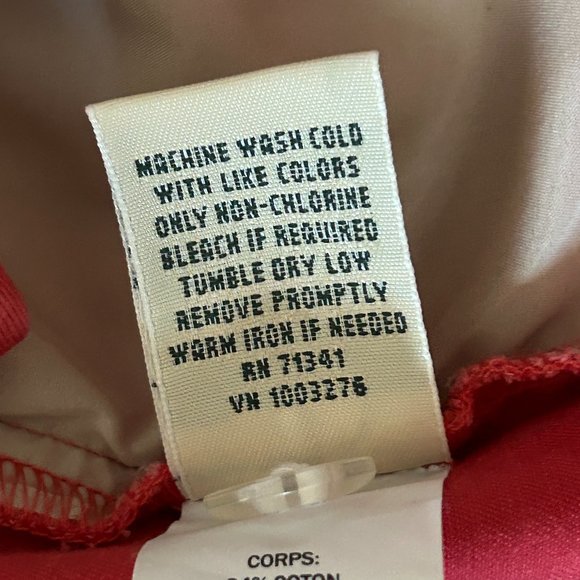 MACHINE WASH COLD
WITH LIKE COLORS
ONLY NON-CHLORINE
BLEACH IF REQUIRED
TUMBLE DRY LOW
REMOVE PROMPTLY
WARM IRON IF NEEDED
RN 71341
VN 1003276
CORPS:
COTON